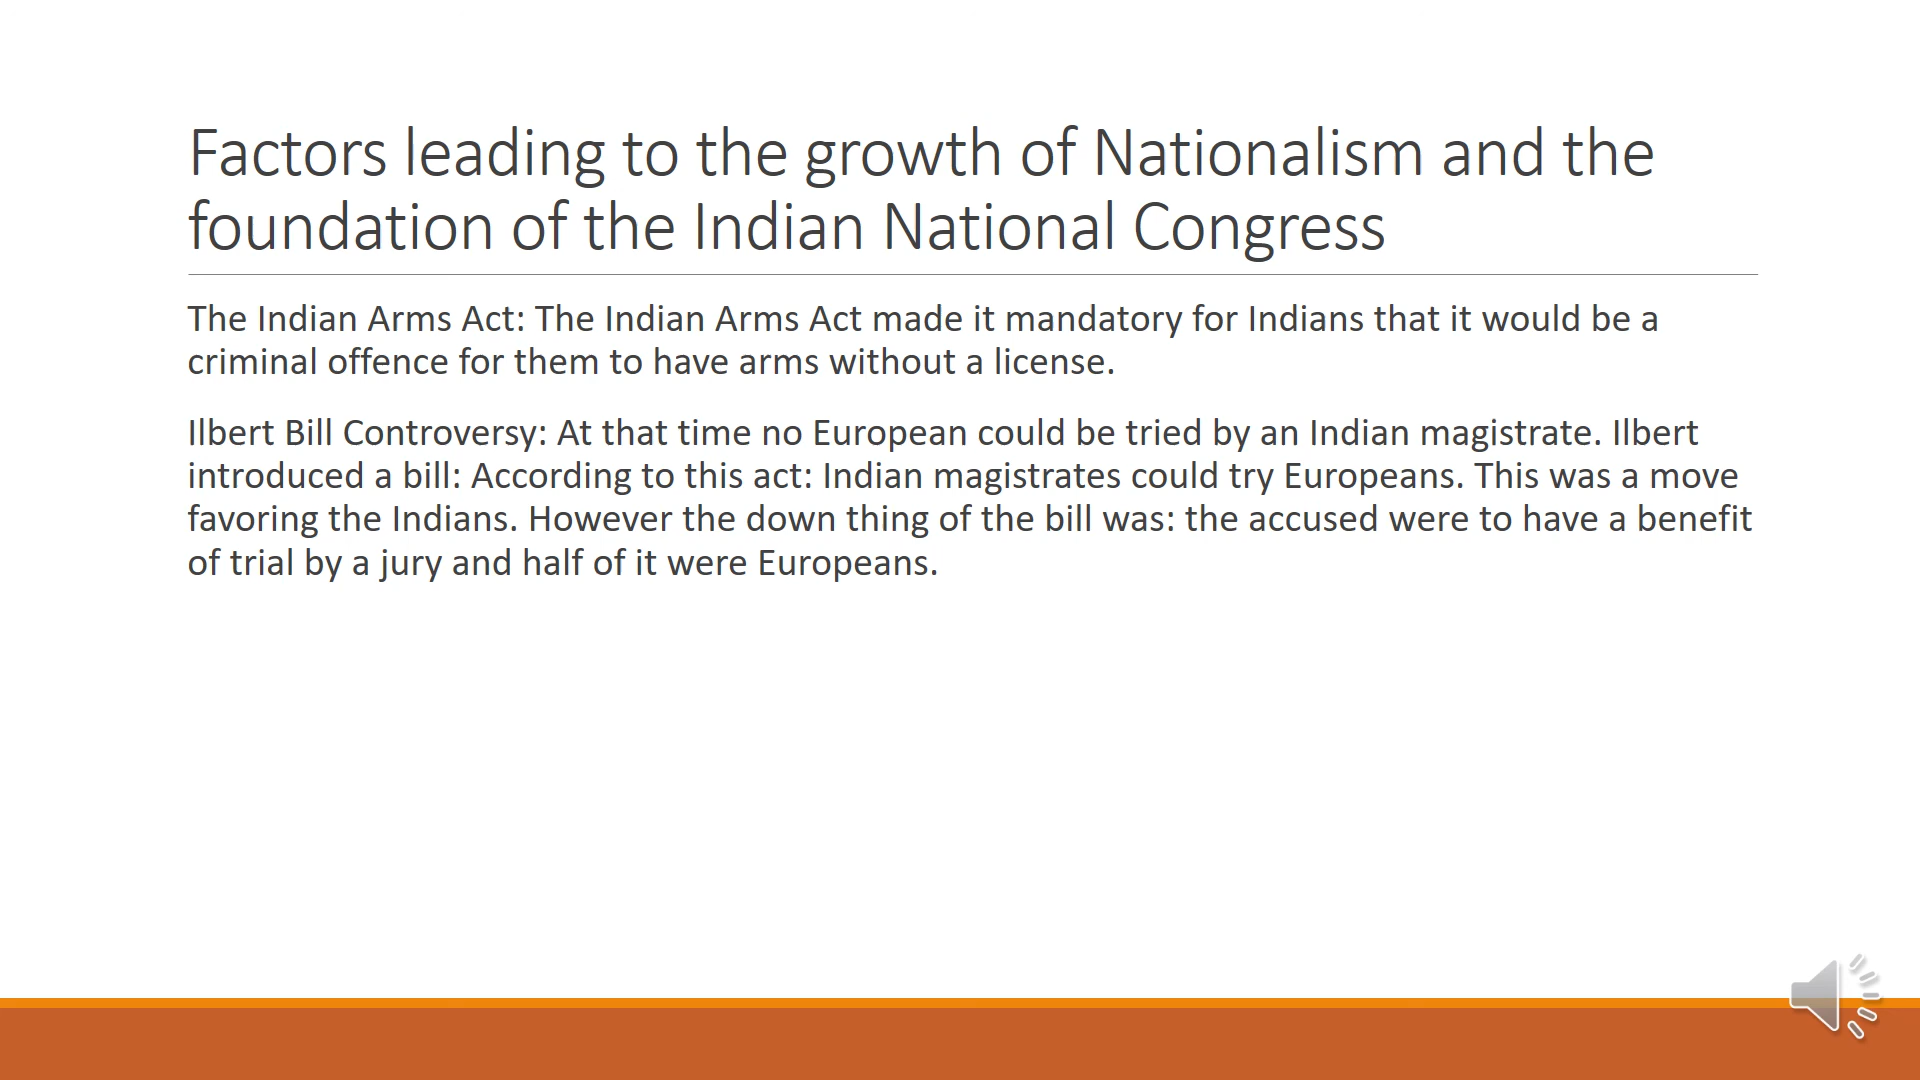 Factors leading to the growth of Nationalism and the
foundation of the Indian National Congress
The Indian Arms Act: The Indian Arms Act made it mandatory for Indians that it would be a
criminal offence for them to have arms without a license.
Ilbert Bill Controversy: At that time no European could be tried by an Indian magistrate. Ilbert
introduced a bill: According to this act: Indian magistrates could try Europeans. This was a move
favoring the Indians. However the down thing of the bill was: the accused were to have a benefit
of trial by a jury and half of it were Europeans.